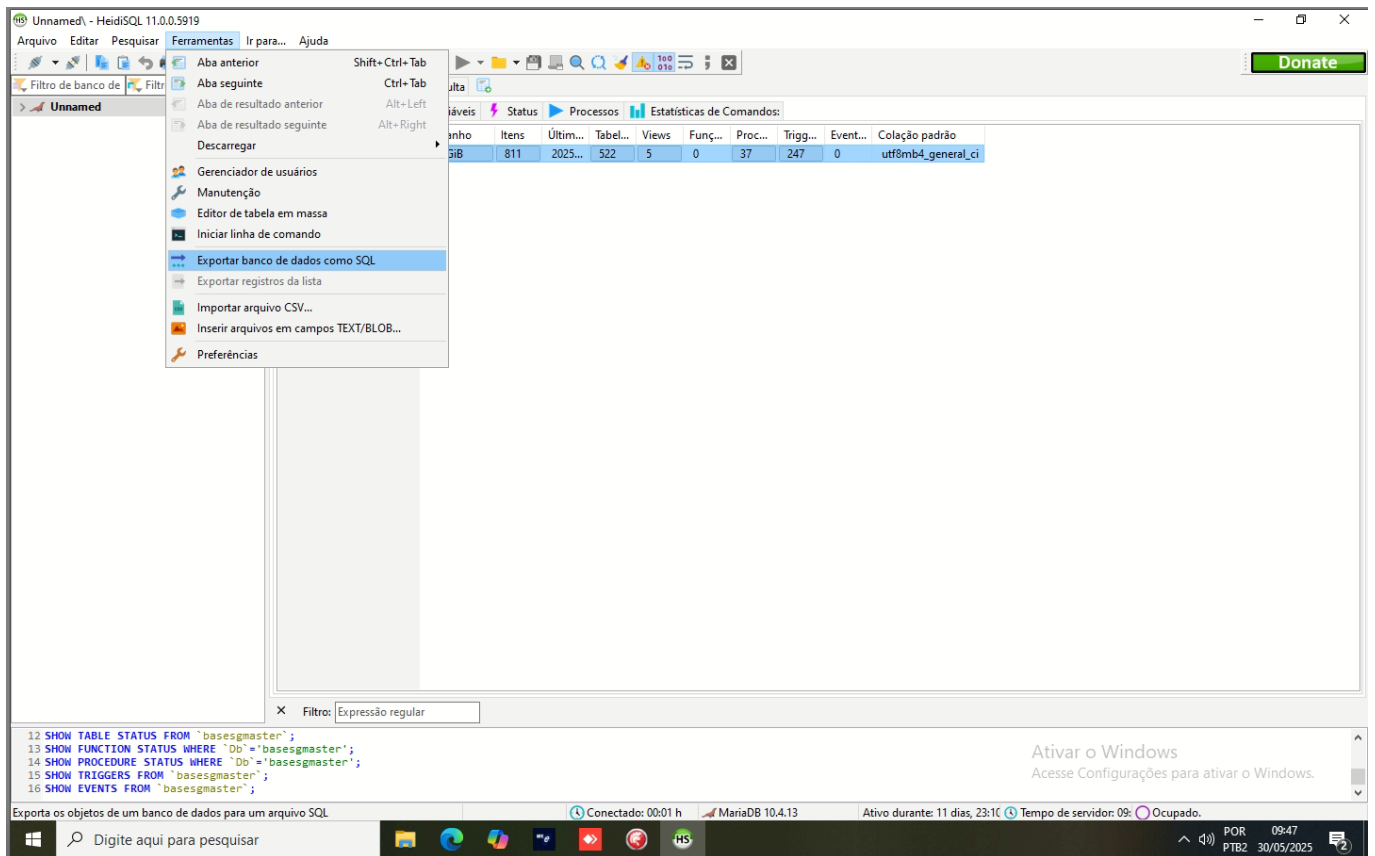 Unnamed\ - HeidiSQL 11.0.0.5919
Arquivo Editar Pesquisar Ferramentas Ir para... Ajuda
Donate
Filtro de banco de Filtr
ulta
Unnamed
Aba anterior Shift+Ctrl+Tab
Aba seguinte Ctrl+Tab
Aba de resultado anterior Alt+Left
Aba de resultado seguinte Alt+Right
Descarregar
Gerenciador de usuários
Manutenção
Editor de tabela em massa
Iniciar linha de comando
Exportar banco de dados como SQL
Exportar registros da lista
Importar arquivo CSV...
Inserir arquivos em campos TEXT/BLOB...
Preferências
iáveis Status Processos Estatísticas de Comandos:
anho Itens Últim... Tabel... Views Funç... Proc... Trigg... Event... Colação padrão
GiB 811 2025... 522 5 0 37 247 0 utf8mb4_general_ci
Filtro: Expressão regular
12 SHOW TABLE STATUS FROM `basesgmaster`;
13 SHOW FUNCTION STATUS WHERE `Db`='basesgmaster';
14 SHOW PROCEDURE STATUS WHERE `Db`='basesgmaster';
15 SHOW TRIGGERS FROM `basesgmaster`;
16 SHOW EVENTS FROM `basesgmaster`;
Ativar o Windows
Acesse Configurações para ativar o Windows.
Exporta os objetos de um banco de dados para um arquivo SQL Conectado: 00:01 h MariaDB 10.4.13 Ativo durante: 11 dias, 23:1( Tempo de servidor: 09: Ocupado.
Digite aqui para pesquisar
HS
POR
PTB2
09:47
30/05/2025
2